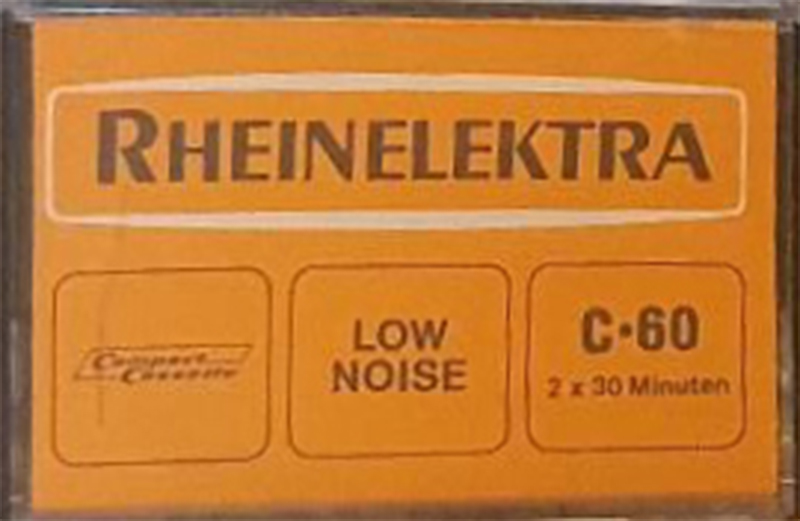 RHEINELEKTRA
Compact
Cassette
LOW
NOISE
C·60
2 x 30 Minuten